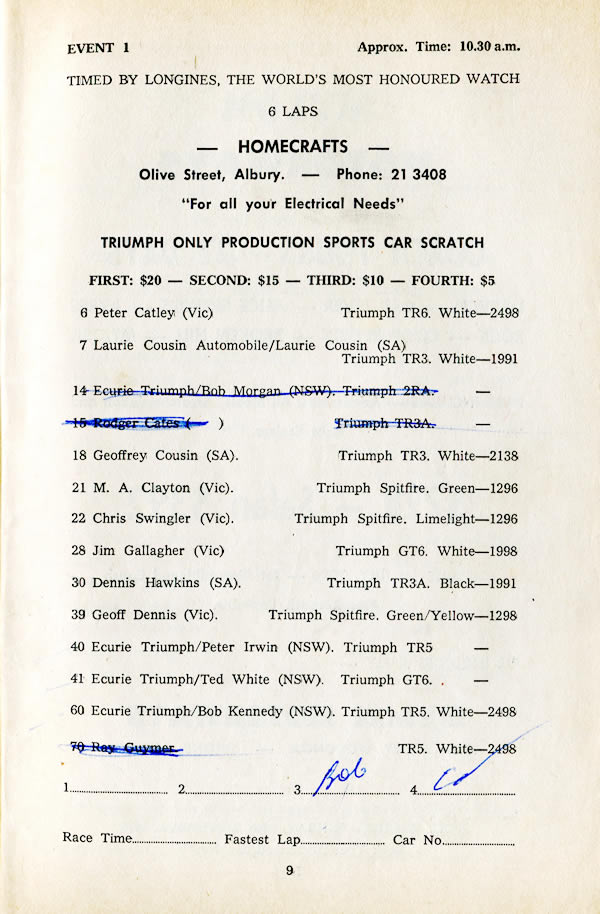 EVENT 1 Approx. Time: 10.30 a.m.
TIMED BY LONGINES, THE WORLD'S MOST HONOURED WATCH
6 LAPS
— HOMECRAFTS —
Olive Street, Albury. — Phone: 21 3408
"For all your Electrical Needs"
TRIUMPH ONLY PRODUCTION SPORTS CAR SCRATCH
FIRST: $20 — SECOND: $15 — THIRD: $10 — FOURTH: $5
6 Peter Catley (Vic) Triumph TR6. White—2498
7 Laurie Cousin Automobile/Laurie Cousin (SA)
Triumph TR3. White—1991
14 Ecurie Triumph/Bob Morgan (NSW). Triumph 2RA. —
15 Rodger Cates ( ) Triumph TR3A. —
18 Geoffrey Cousin (SA). Triumph TR3. White—2138
21 M. A. Clayton (Vic). Triumph Spitfire. Green—1296
22 Chris Swingler (Vic). Triumph Spitfire. Limelight—1296
28 Jim Gallagher (Vic) Triumph GT6. White—1998
30 Dennis Hawkins (SA). Triumph TR3A. Black—1991
39 Geoff Dennis (Vic). Triumph Spitfire. Green/Yellow—1298
40 Ecurie Triumph/Peter Irwin (NSW). Triumph TR5 —
41 Ecurie Triumph/Ted White (NSW). Triumph GT6. —
60 Ecurie Triumph/Bob Kennedy (NSW). Triumph TR5. White—2498
70 Ray Guymer TR5. White—2498
1 2 3 Bob 4
Race Time Fastest Lap Car No.
9